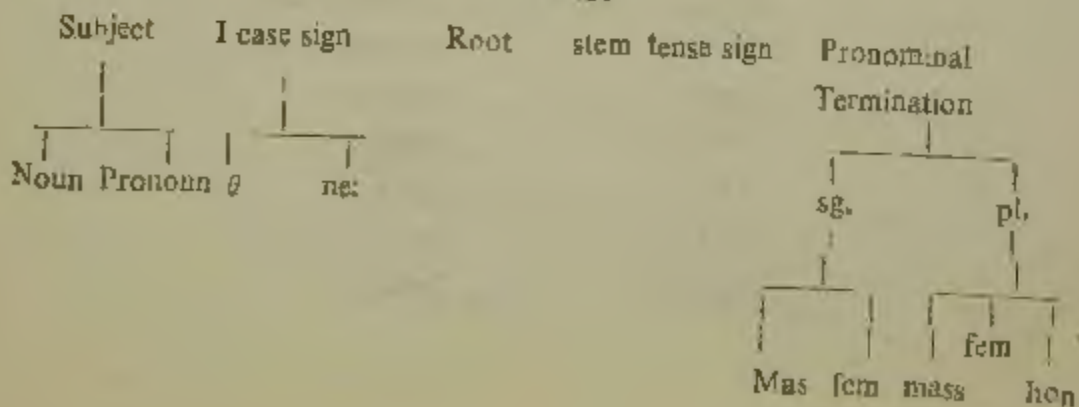 Subject I case sign Root stem tense sign Pronominal
Termination
Noun Pronoun θ ne:
sg. pl.
fem
Mas fem mass hon